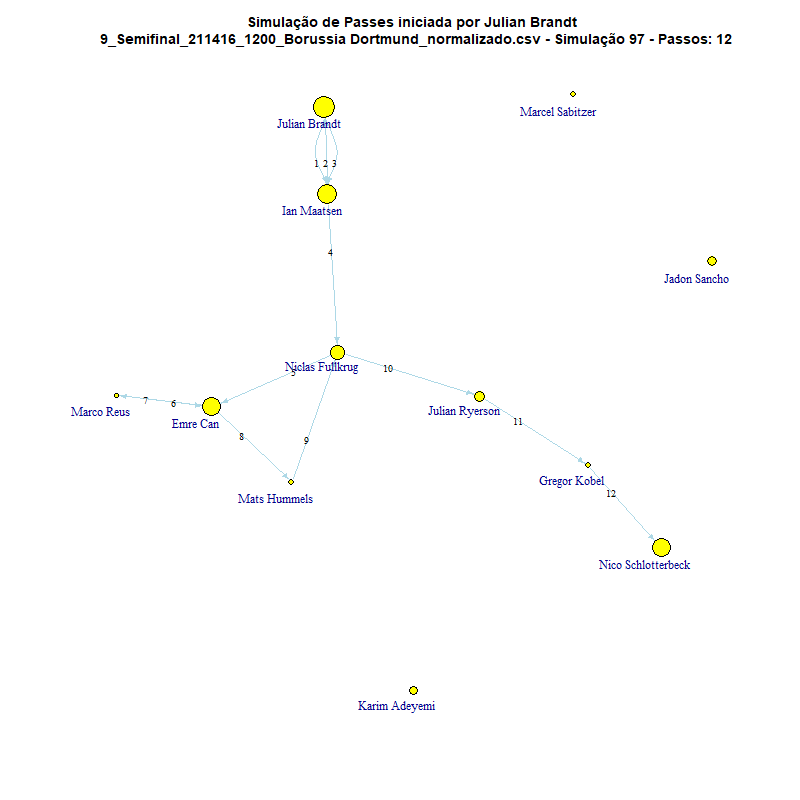 Simulação de Passes iniciada por Julian Brandt
9_Semifinal_211416_1200_Borussia Dortmund_normalizado.csv - Simulação 97 - Passos: 12
Marcel Sabitzer
Julian Brandt
1 2 3
Ian Maatsen
4
Jadon Sancho
Niclas Fullkrug
5
10
7
6
Marco Reus
Julian Ryerson
Emre Can
11
8
9
Gregor Kobel
12
Mats Hummels
Nico Schlotterbeck
Karim Adeyemi